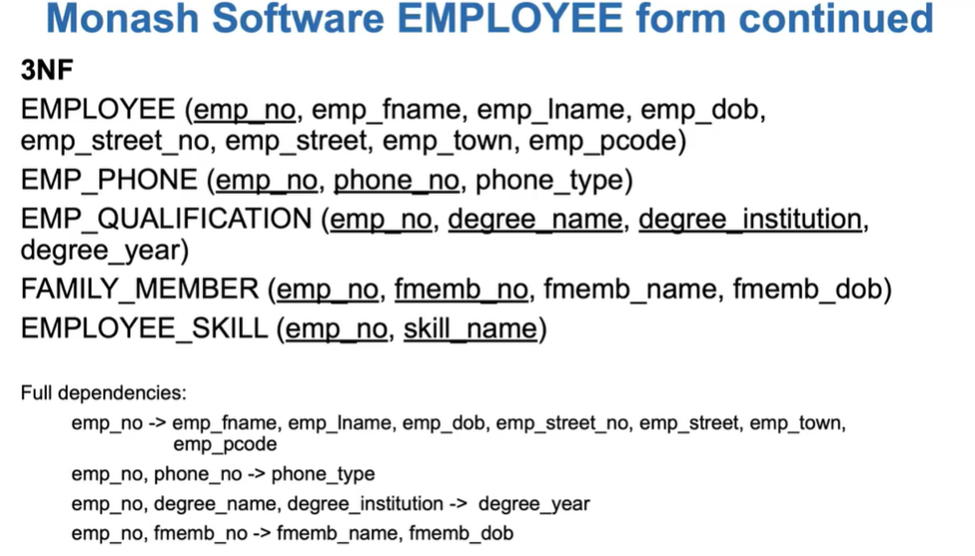 Monash Software EMPLOYEE form continued
3NF
EMPLOYEE (emp_no, emp_fname, emp_lname, emp_dob,
emp_street_no, emp_street, emp_town, emp_pcode)
EMP_PHONE (emp_no, phone_no, phone_type)
EMP_QUALIFICATION (emp_no, degree_name, degree_institution,
degree_year)
FAMILY_MEMBER (emp_no, fmemb_no, fmemb_name, fmemb_dob)
EMPLOYEE_SKILL (emp_no, skill_name)
Full dependencies:
emp_no -> emp_fname, emp_lname, emp_dob, emp_street_no, emp_street, emp_town,
emp_pcode
emp_no, phone_no -> phone_type
emp_no, degree_name, degree_institution -> degree_year
emp_no, fmemb_no -> fmemb_name, fmemb_dob